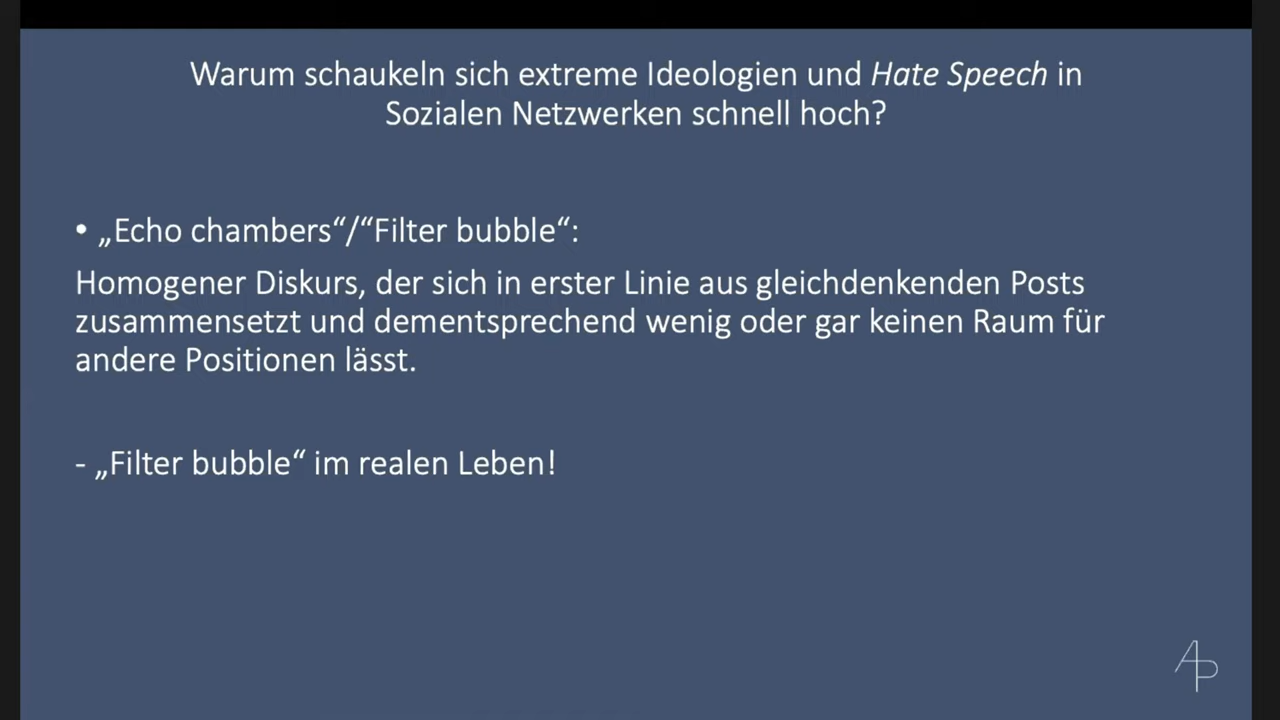 Warum schaukeln sich extreme Ideologien und Hate Speech in
Sozialen Netzwerken schnell hoch?
• „Echo chambers“/“Filter bubble“:
Homogener Diskurs, der sich in erster Linie aus gleichdenkenden Posts
zusammensetzt und dementsprechend wenig oder gar keinen Raum für
andere Positionen lässt.
- „Filter bubble“ im realen Leben!
AP